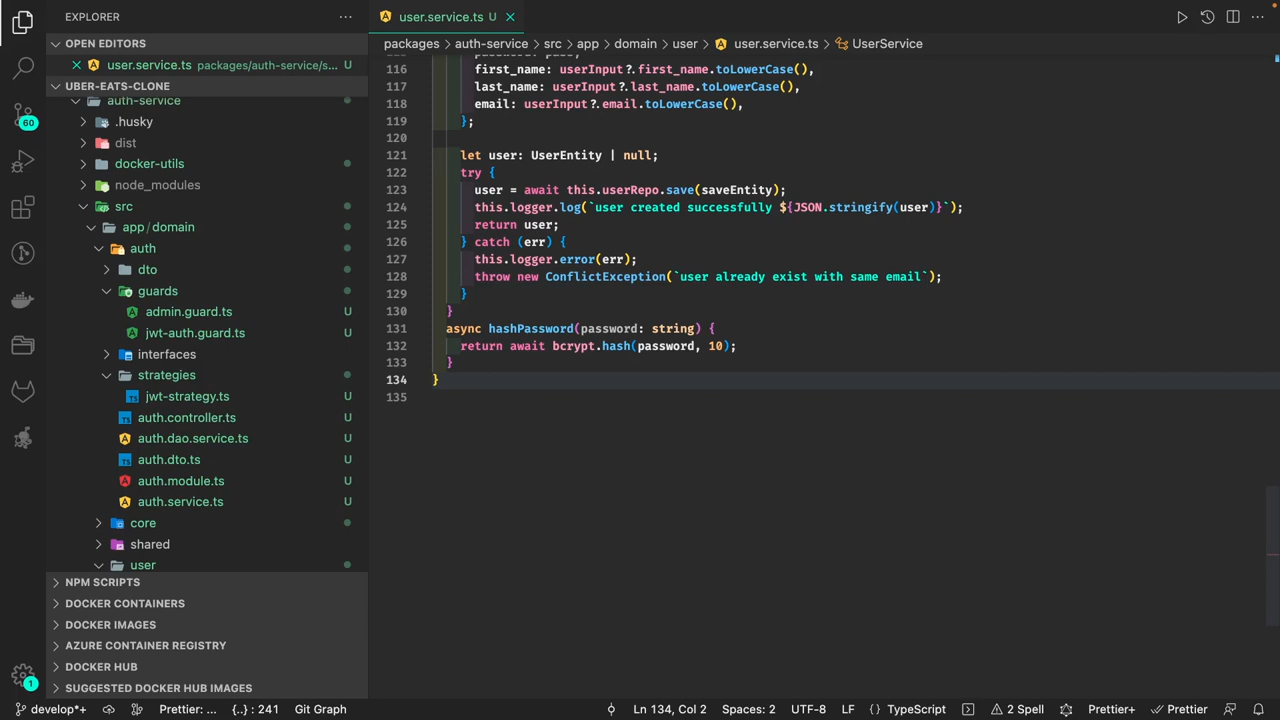 EXPLORER
OPEN EDITORS
user.service.ts packages/auth-service/s... U
UBER-EATS-CLONE
auth-service
.husky
dist
docker-utils
node_modules
src
app/domain
auth
dto
guards
admin.guard.ts U
jwt-auth.guard.ts U
interfaces
strategies
jwt-strategy.ts U
auth.controller.ts U
auth.dao.service.ts U
auth.dto.ts U
auth.module.ts U
auth.service.ts U
core
shared
user
NPM SCRIPTS
DOCKER CONTAINERS
DOCKER IMAGES
AZURE CONTAINER REGISTRY
DOCKER HUB
SUGGESTED DOCKER HUB IMAGES
60
1
user.service.ts U
packages > auth-service > src > app > domain > user > user.service.ts > UserService
116 first_name: userInput?.first_name.toLowerCase(),
117 last_name: userInput?.last_name.toLowerCase(),
118 email: userInput?.email.toLowerCase(),
119 };
120
121 let user: UserEntity | null;
122 try {
123 user = await this.userRepo.save(saveEntity);
124 this.logger.log(`user created successfully ${JSON.stringify(user)}`);
125 return user;
126 } catch (err) {
127 this.logger.error(err);
128 throw new ConflictException(`user already exist with same email`);
129 }
130 }
131 async hashPassword(password: string) {
132 return await bcrypt.hash(password, 10);
133 }
134 }
135
develop*+ Prettier: ... {..} : 241 Git Graph Ln 134, Col 2 Spaces: 2 UTF-8 LF { } TypeScript 2 Spell Prettier+ Prettier